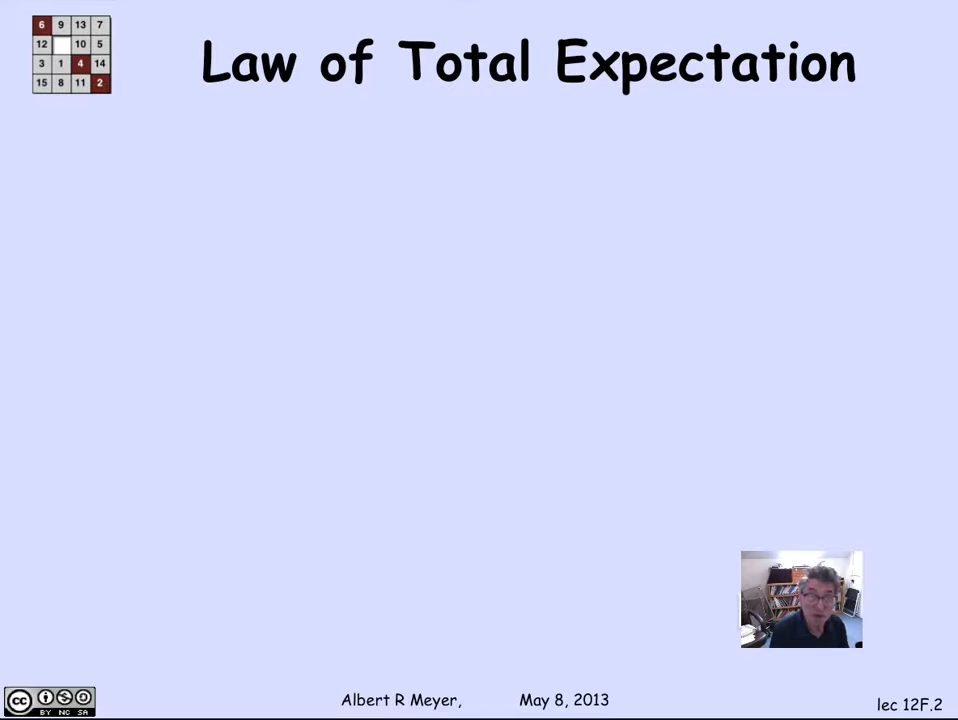 6 9 13 7
12 10 5
3 1 4 14
15 8 11 2
Law of Total Expectation
cc
BY NC SA
Albert R Meyer, May 8, 2013
lec 12F.2